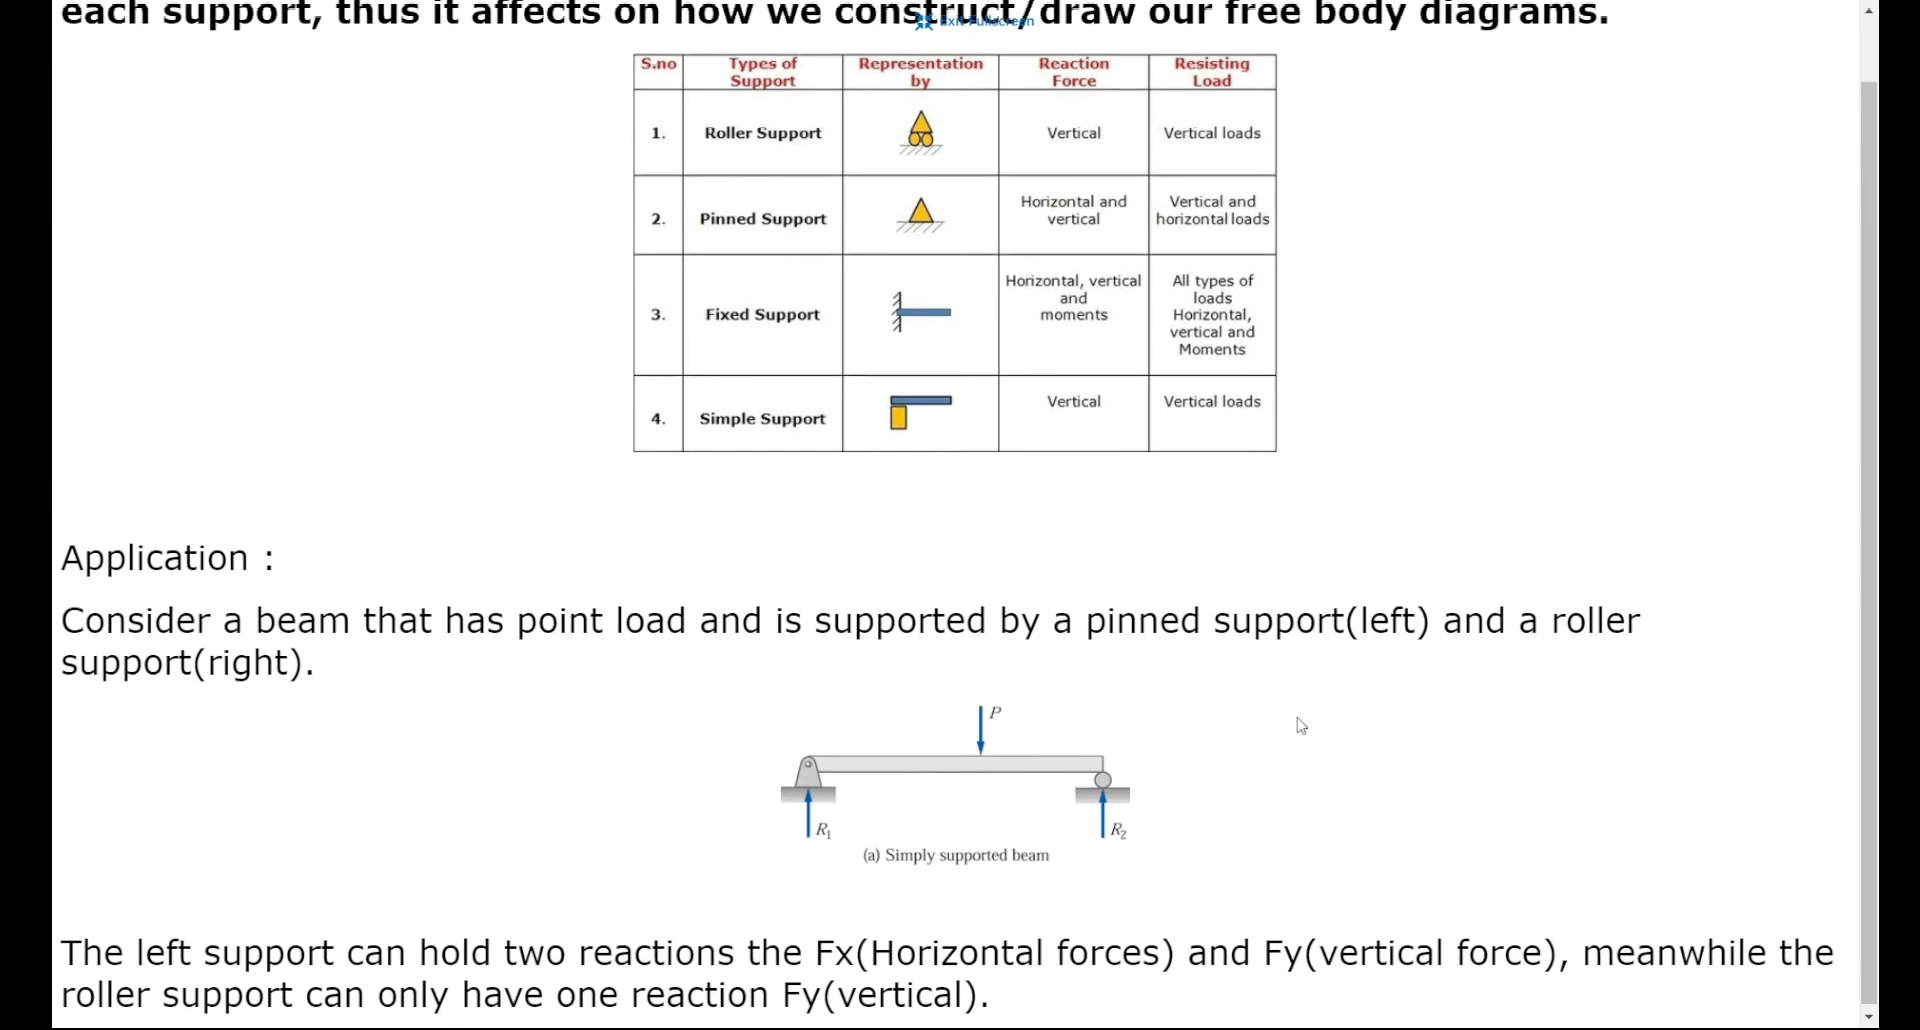 each support, thus it affects on how we construct/draw our free body diagrams.
Exit Fullscreen
S.no Types of Support Representation by Reaction Force Resisting Load
1. Roller Support Vertical Vertical loads
2. Pinned Support Horizontal and vertical Vertical and horizontal loads
3. Fixed Support Horizontal, vertical and moments All types of loads Horizontal, vertical and Moments
4. Simple Support Vertical Vertical loads
Application :
Consider a beam that has point load and is supported by a pinned support(left) and a roller
support(right).
P
R1 R2
(a) Simply supported beam
The left support can hold two reactions the Fx(Horizontal forces) and Fy(vertical force), meanwhile the
roller support can only have one reaction Fy(vertical).